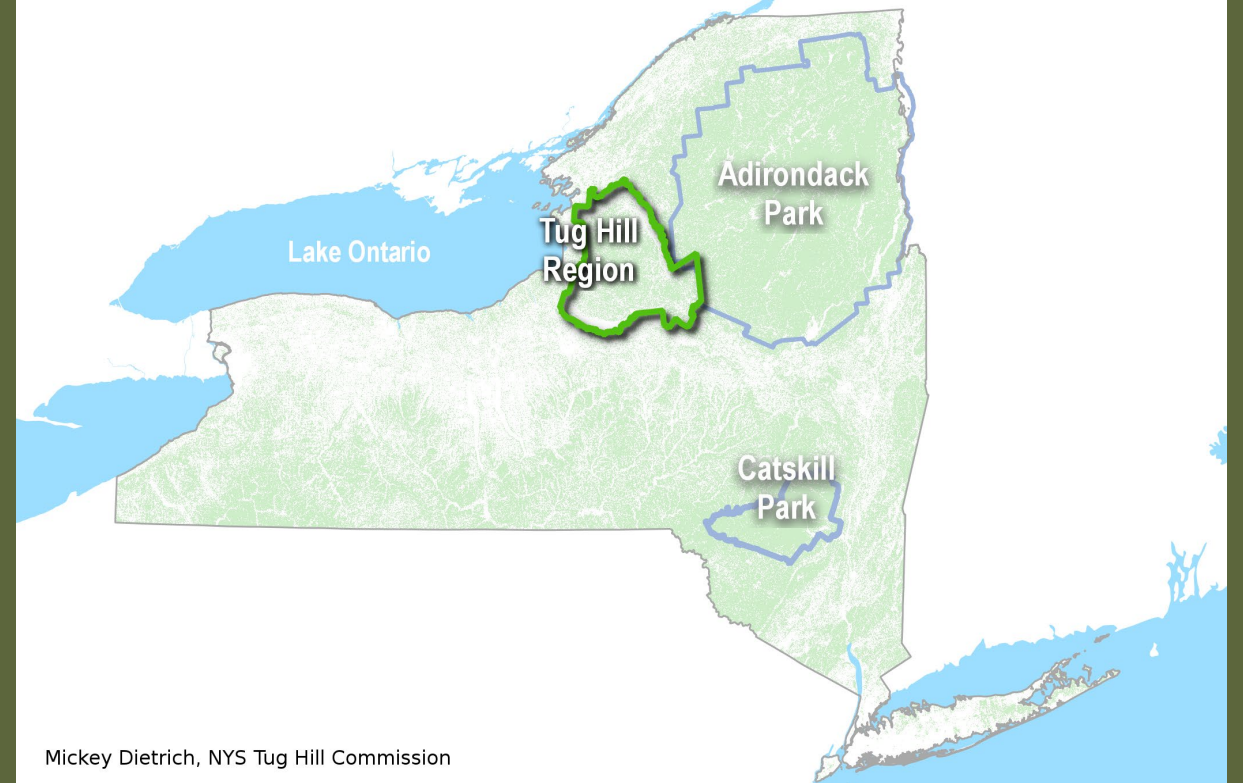 Adirondack
Park
Tug Hill
Region
Lake Ontario
Catskill
Park
Mickey Dietrich, NYS Tug Hill Commission